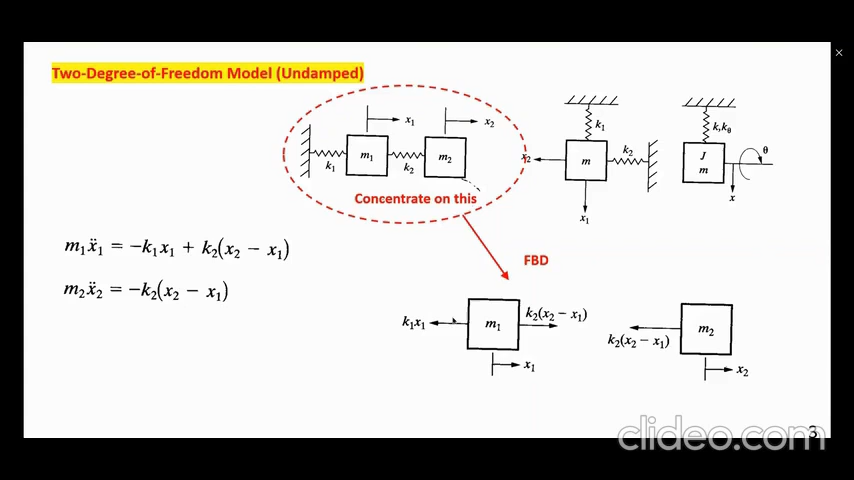 Two-Degree-of-Freedom Model (Undamped)
x₁
x₂
k₁
m₁
k₂
m₂
Concentrate on this
k₁
x₂
m
k₂
x₁
k,kθ
J
m
θ
x
m₁ẍ₁ = −k₁x₁ + k₂(x₂ − x₁)
m₂ẍ₂ = −k₂(x₂ − x₁)
FBD
k₁x₁
m₁
k₂(x₂ − x₁)
x₁
k₂(x₂ − x₁)
m₂
x₂
3
clideo.com